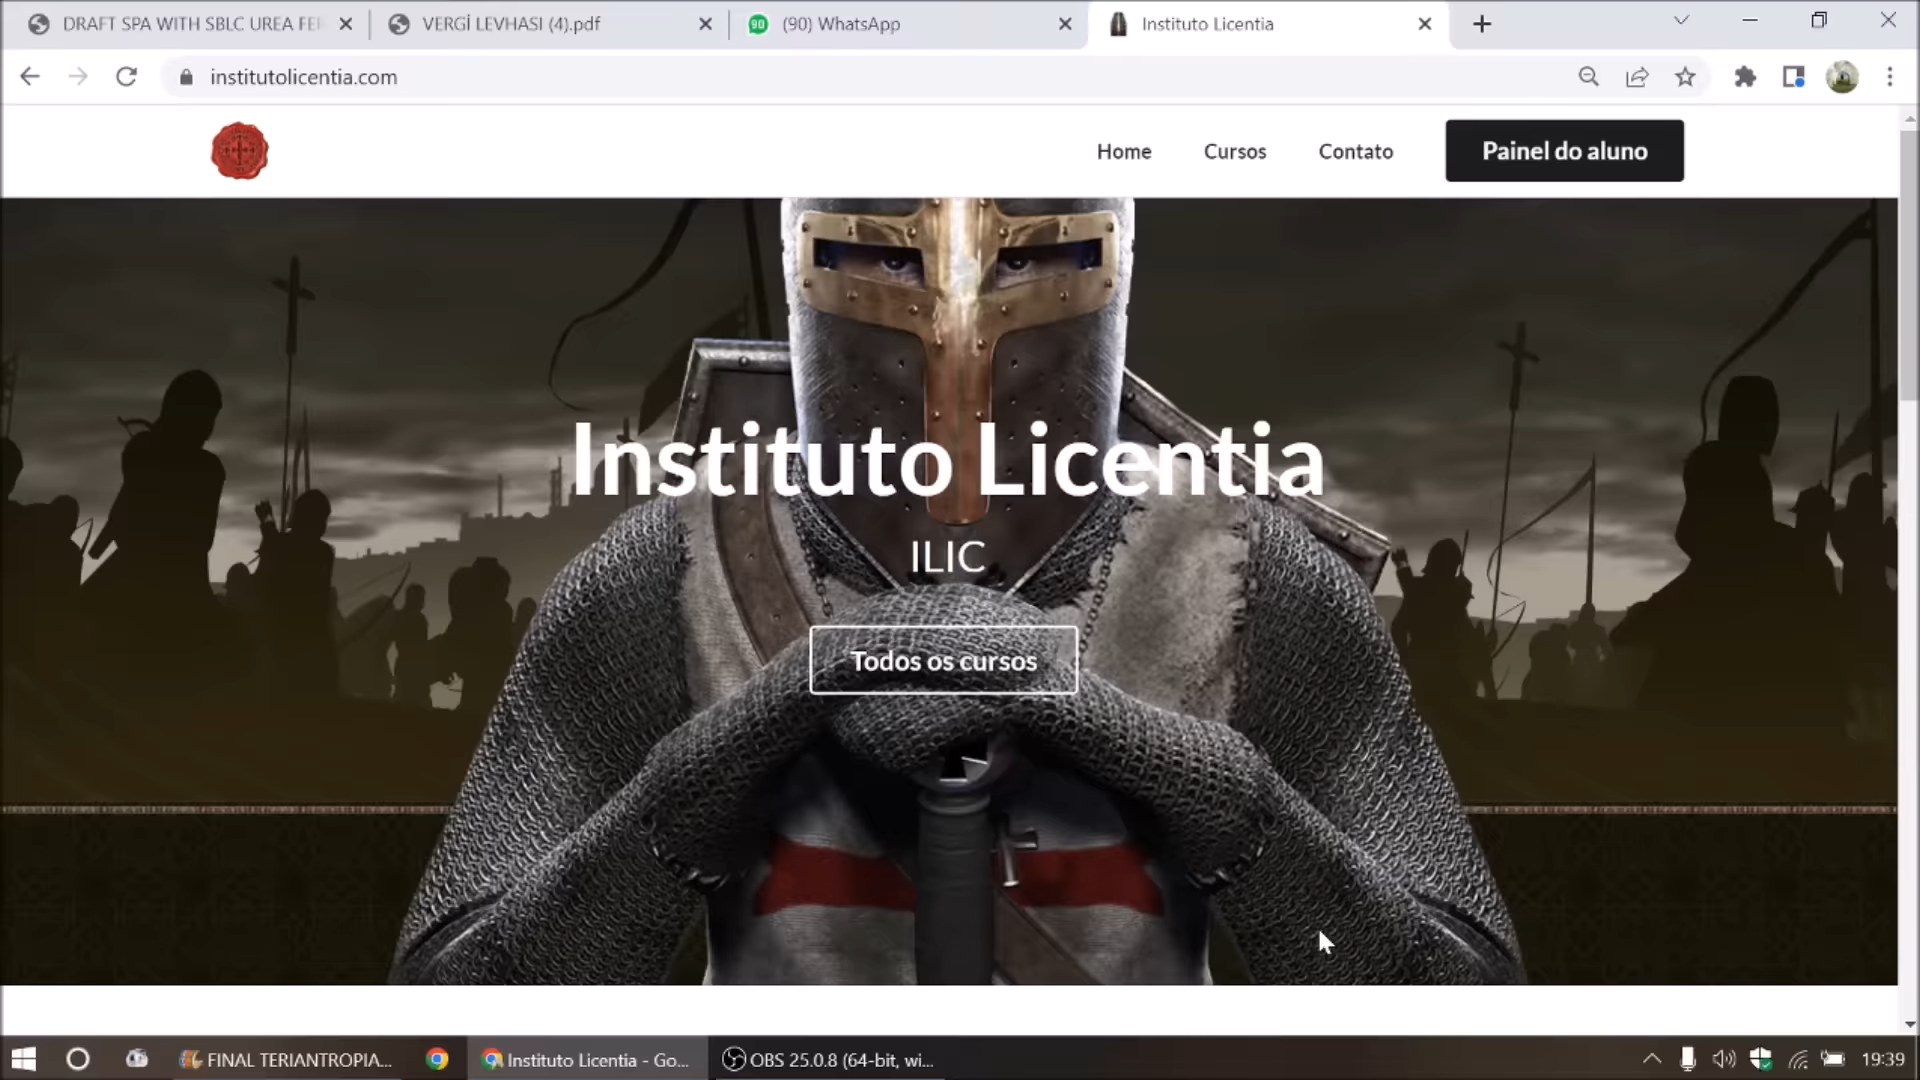 DRAFT SPA WITH SBLC UREA FE
VERGİ LEVHASI (4).pdf
90
(90) WhatsApp
Instituto Licentia
institutolicentia.com
Home
Cursos
Contato
Painel do aluno
Instituto Licentia
ILIC
Todos os cursos
FINAL TERIANTROPIA...
Instituto Licentia - Go...
OBS 25.0.8 (64-bit, wi...
19:39